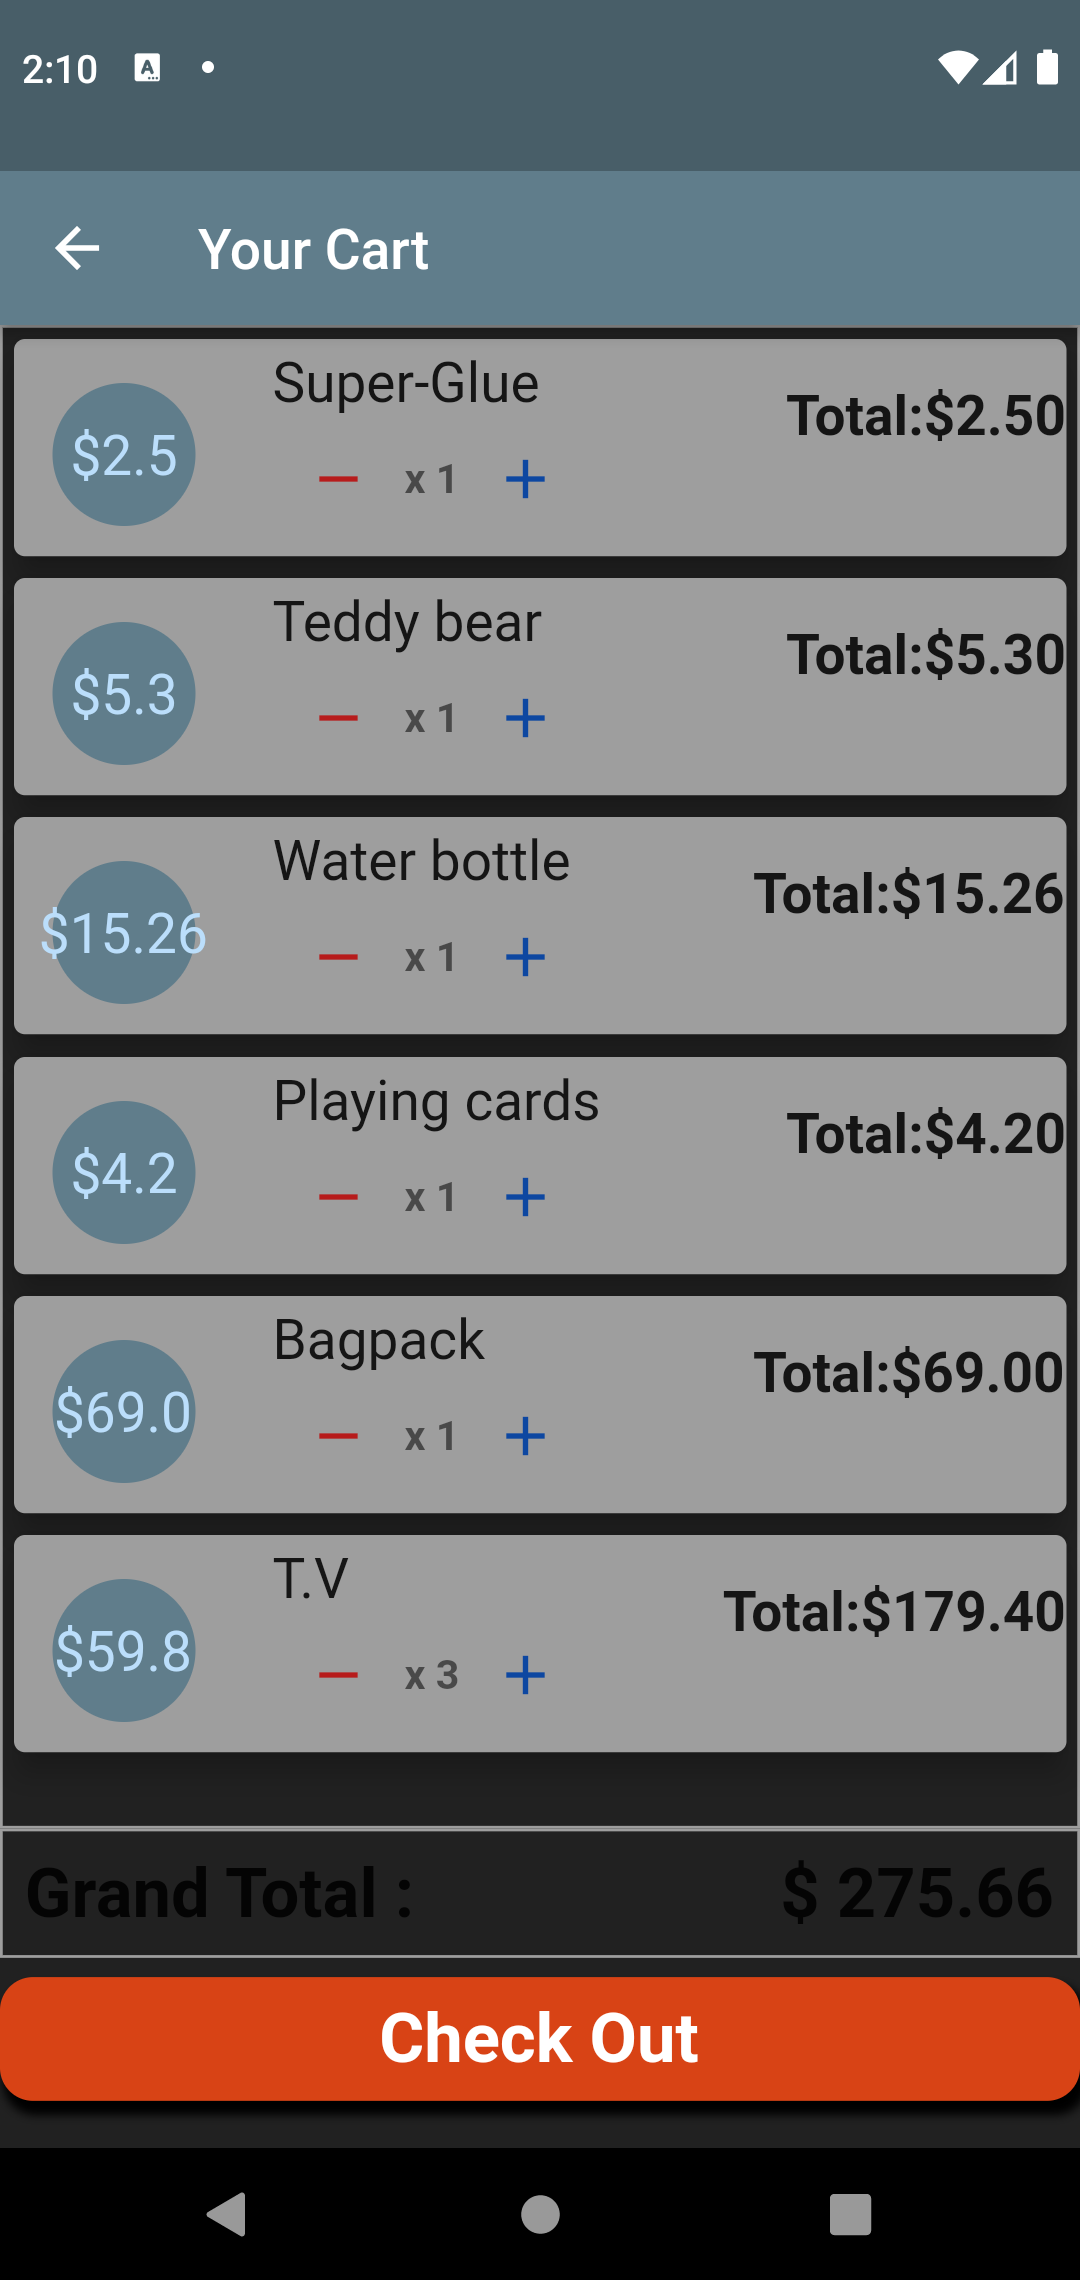 2:10
Your Cart
Super-Glue
Total:$2.50
$2.5
x 1
Teddy bear
Total:$5.30
$5.3
x 1
Water bottle
Total:$15.26
$15.26
x 1
Playing cards
Total:$4.20
$4.2
x 1
Bagpack
Total:$69.00
$69.0
x 1
T.V
Total:$179.40
$59.8
x 3
Grand Total : $ 275.66
Check Out